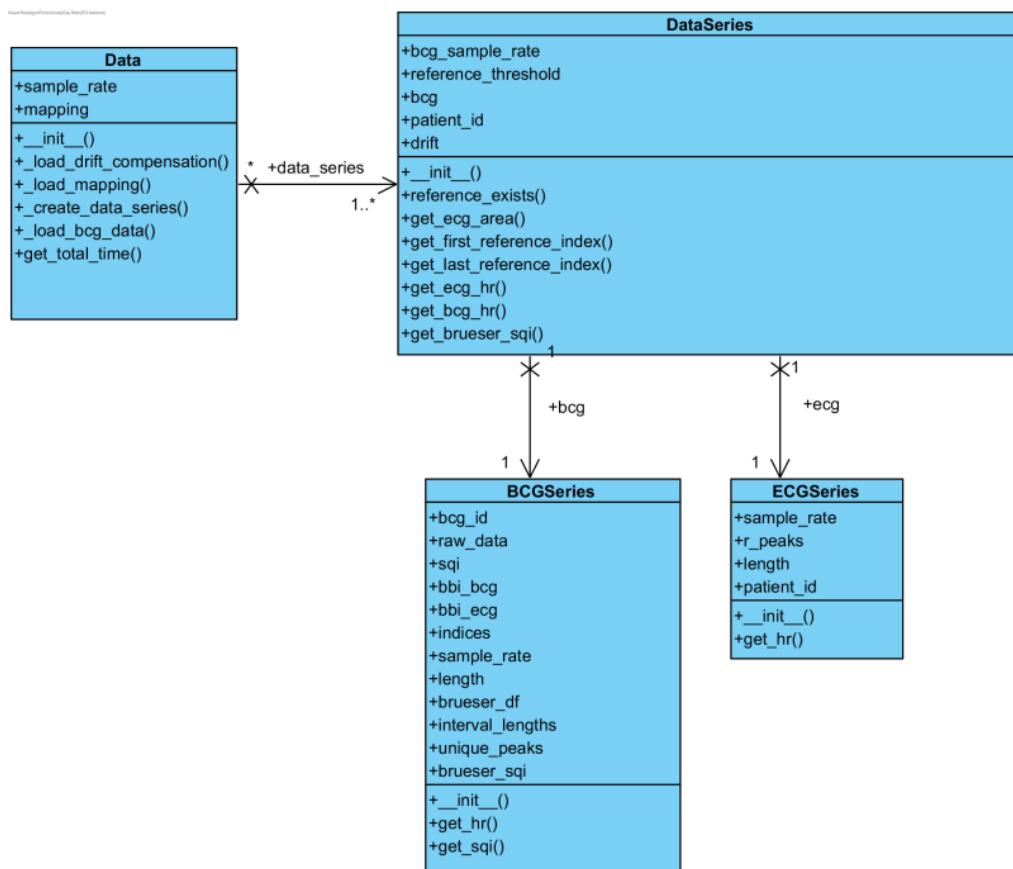 Data
+sample_rate
+mapping
+__init__()
+_load_drift_compensation()
+_load_mapping()
+_create_data_series()
+_load_bcg_data()
+get_total_time()
*
+data_series
1..*
DataSeries
+bcg_sample_rate
+reference_threshold
+bcg
+patient_id
+drift
+__init__()
+reference_exists()
+get_ecg_area()
+get_first_reference_index()
+get_last_reference_index()
+get_ecg_hr()
+get_bcg_hr()
+get_brueser_sqi()
1
+bcg
1
1
+ecg
1
BCGSeries
+bcg_id
+raw_data
+sqi
+bbi_bcg
+bbi_ecg
+indices
+sample_rate
+length
+brueser_df
+interval_lengths
+unique_peaks
+brueser_sqi
+__init__()
+get_hr()
+get_sqi()
ECGSeries
+sample_rate
+r_peaks
+length
+patient_id
+__init__()
+get_hr()